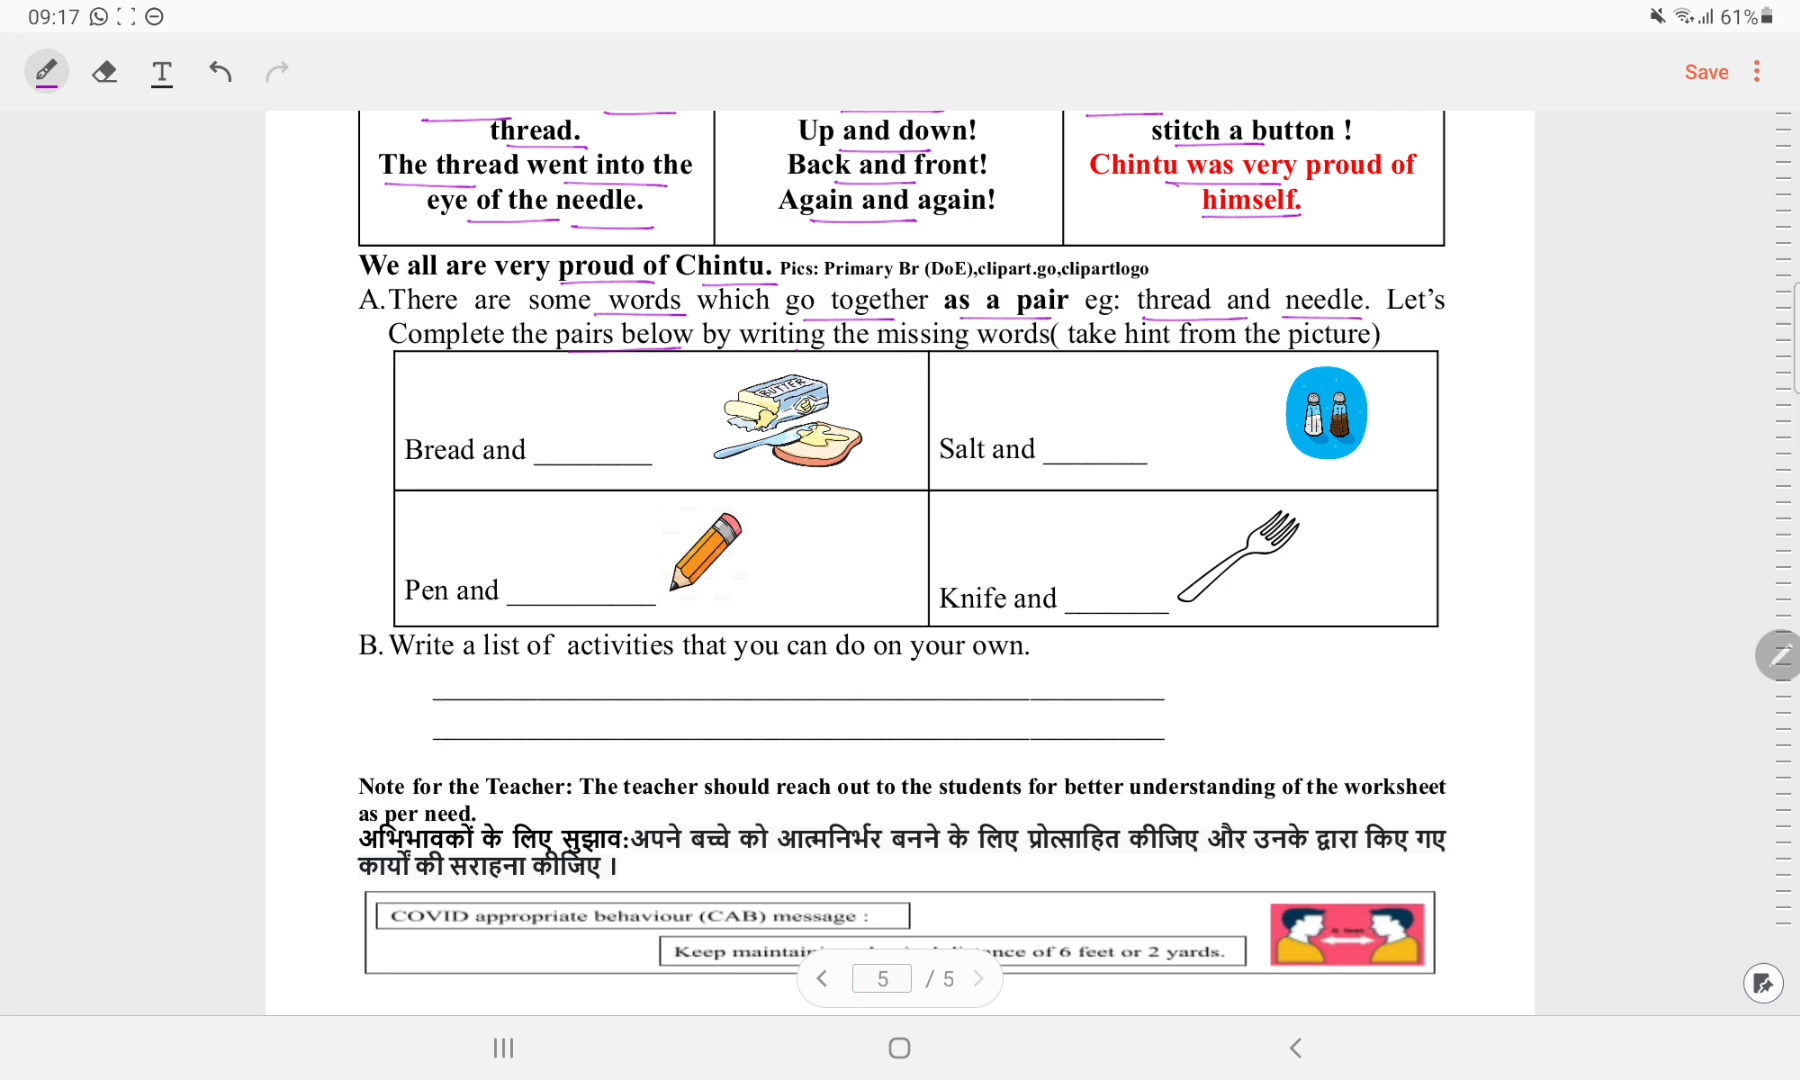 09:17
61%
T
Save
thread.
The thread went into the
eye of the needle.
Up and down!
Back and front!
Again and again!
stitch a button !
Chintu was very proud of
himself.
We all are very proud of Chintu. Pics: Primary Br (DoE),clipart.go,clipartlogo
A. There are some words which go together as a pair eg: thread and needle. Let’s
Complete the pairs below by writing the missing words( take hint from the picture)
Bread and ________
BUTTER
Salt and _______
Pen and __________
Knife and _______
B. Write a list of activities that you can do on your own.
Note for the Teacher: The teacher should reach out to the students for better understanding of the worksheet
as per need.
अभिभावकों के लिए सुझाव:अपने बच्चे को आत्मनिर्भर बनने के लिए प्रोत्साहित कीजिए और उनके द्वारा किए गए
कार्यों की सराहना कीजिए ।
COVID appropriate behaviour (CAB) message :
Keep of 6 feet or 2 yards.
5 / 5